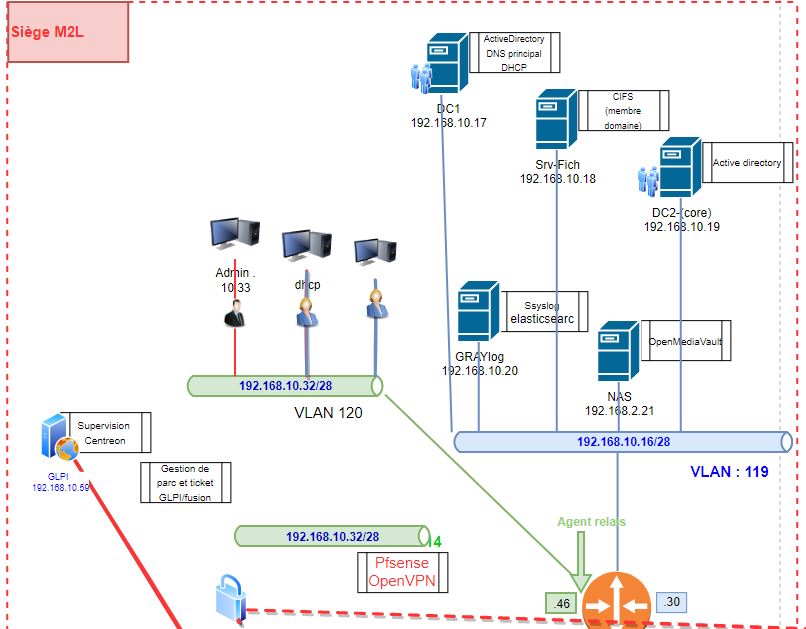 Siège M2L
ActiveDirectory
DNS principal
DHCP
DC1
192.168.10.17
CIFS
(membre
domaine)
Srv-Fich
192.168.10.18
Active directory
DC2-(core)
192.168.10.19
Admin .
10.33
dhcp
Ssyslog
elasticsearc
GRAYlog
192.168.10.20
OpenMediaVault
NAS
192.168.2.21
192.168.10.32/28
VLAN 120
192.168.10.16/28
VLAN : 119
Supervision
Centreon
GLPI
192.168.10.59
Gestion de
parc et ticket
GLPI/fusion
Agent relais
192.168.10.32/28
14
Pfsense
OpenVPN
.46
.30